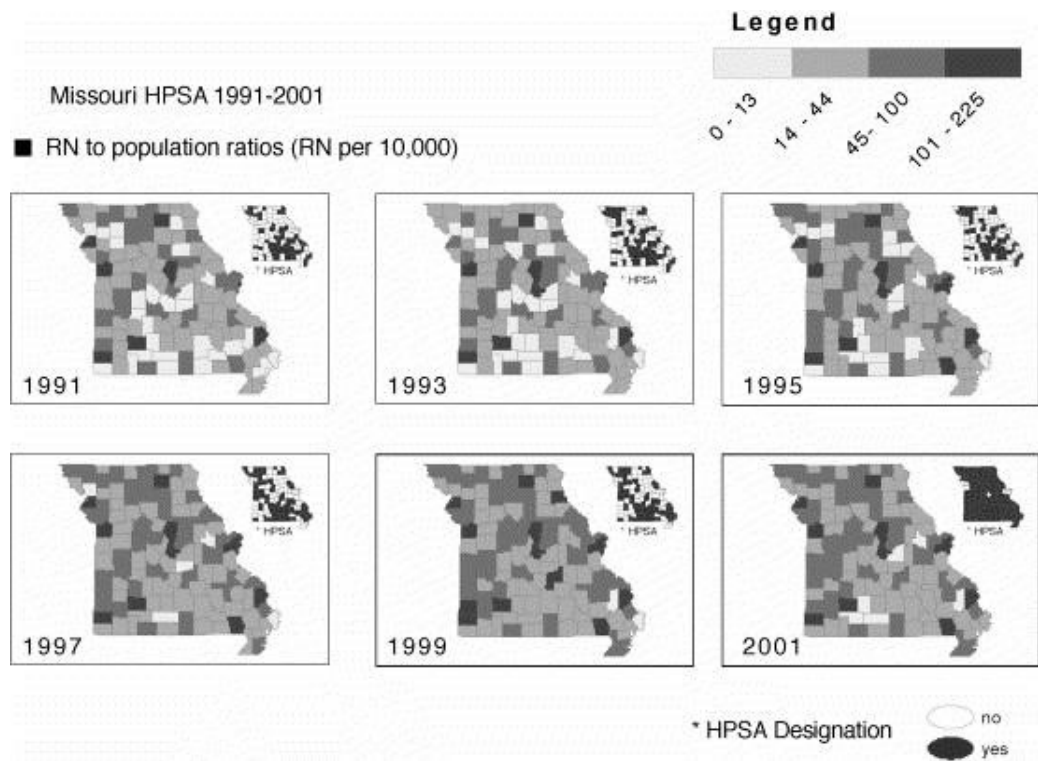 Legend
0 - 13
14 - 44
45- 100
101 - 225
Missouri HPSA 1991-2001
RN to population ratios (RN per 10,000)
* HPSA
1991
* HPSA
1993
* HPSA
1995
* HPSA
1997
* HPSA
1999
* HPSA
2001
* HPSA Designation
no
yes